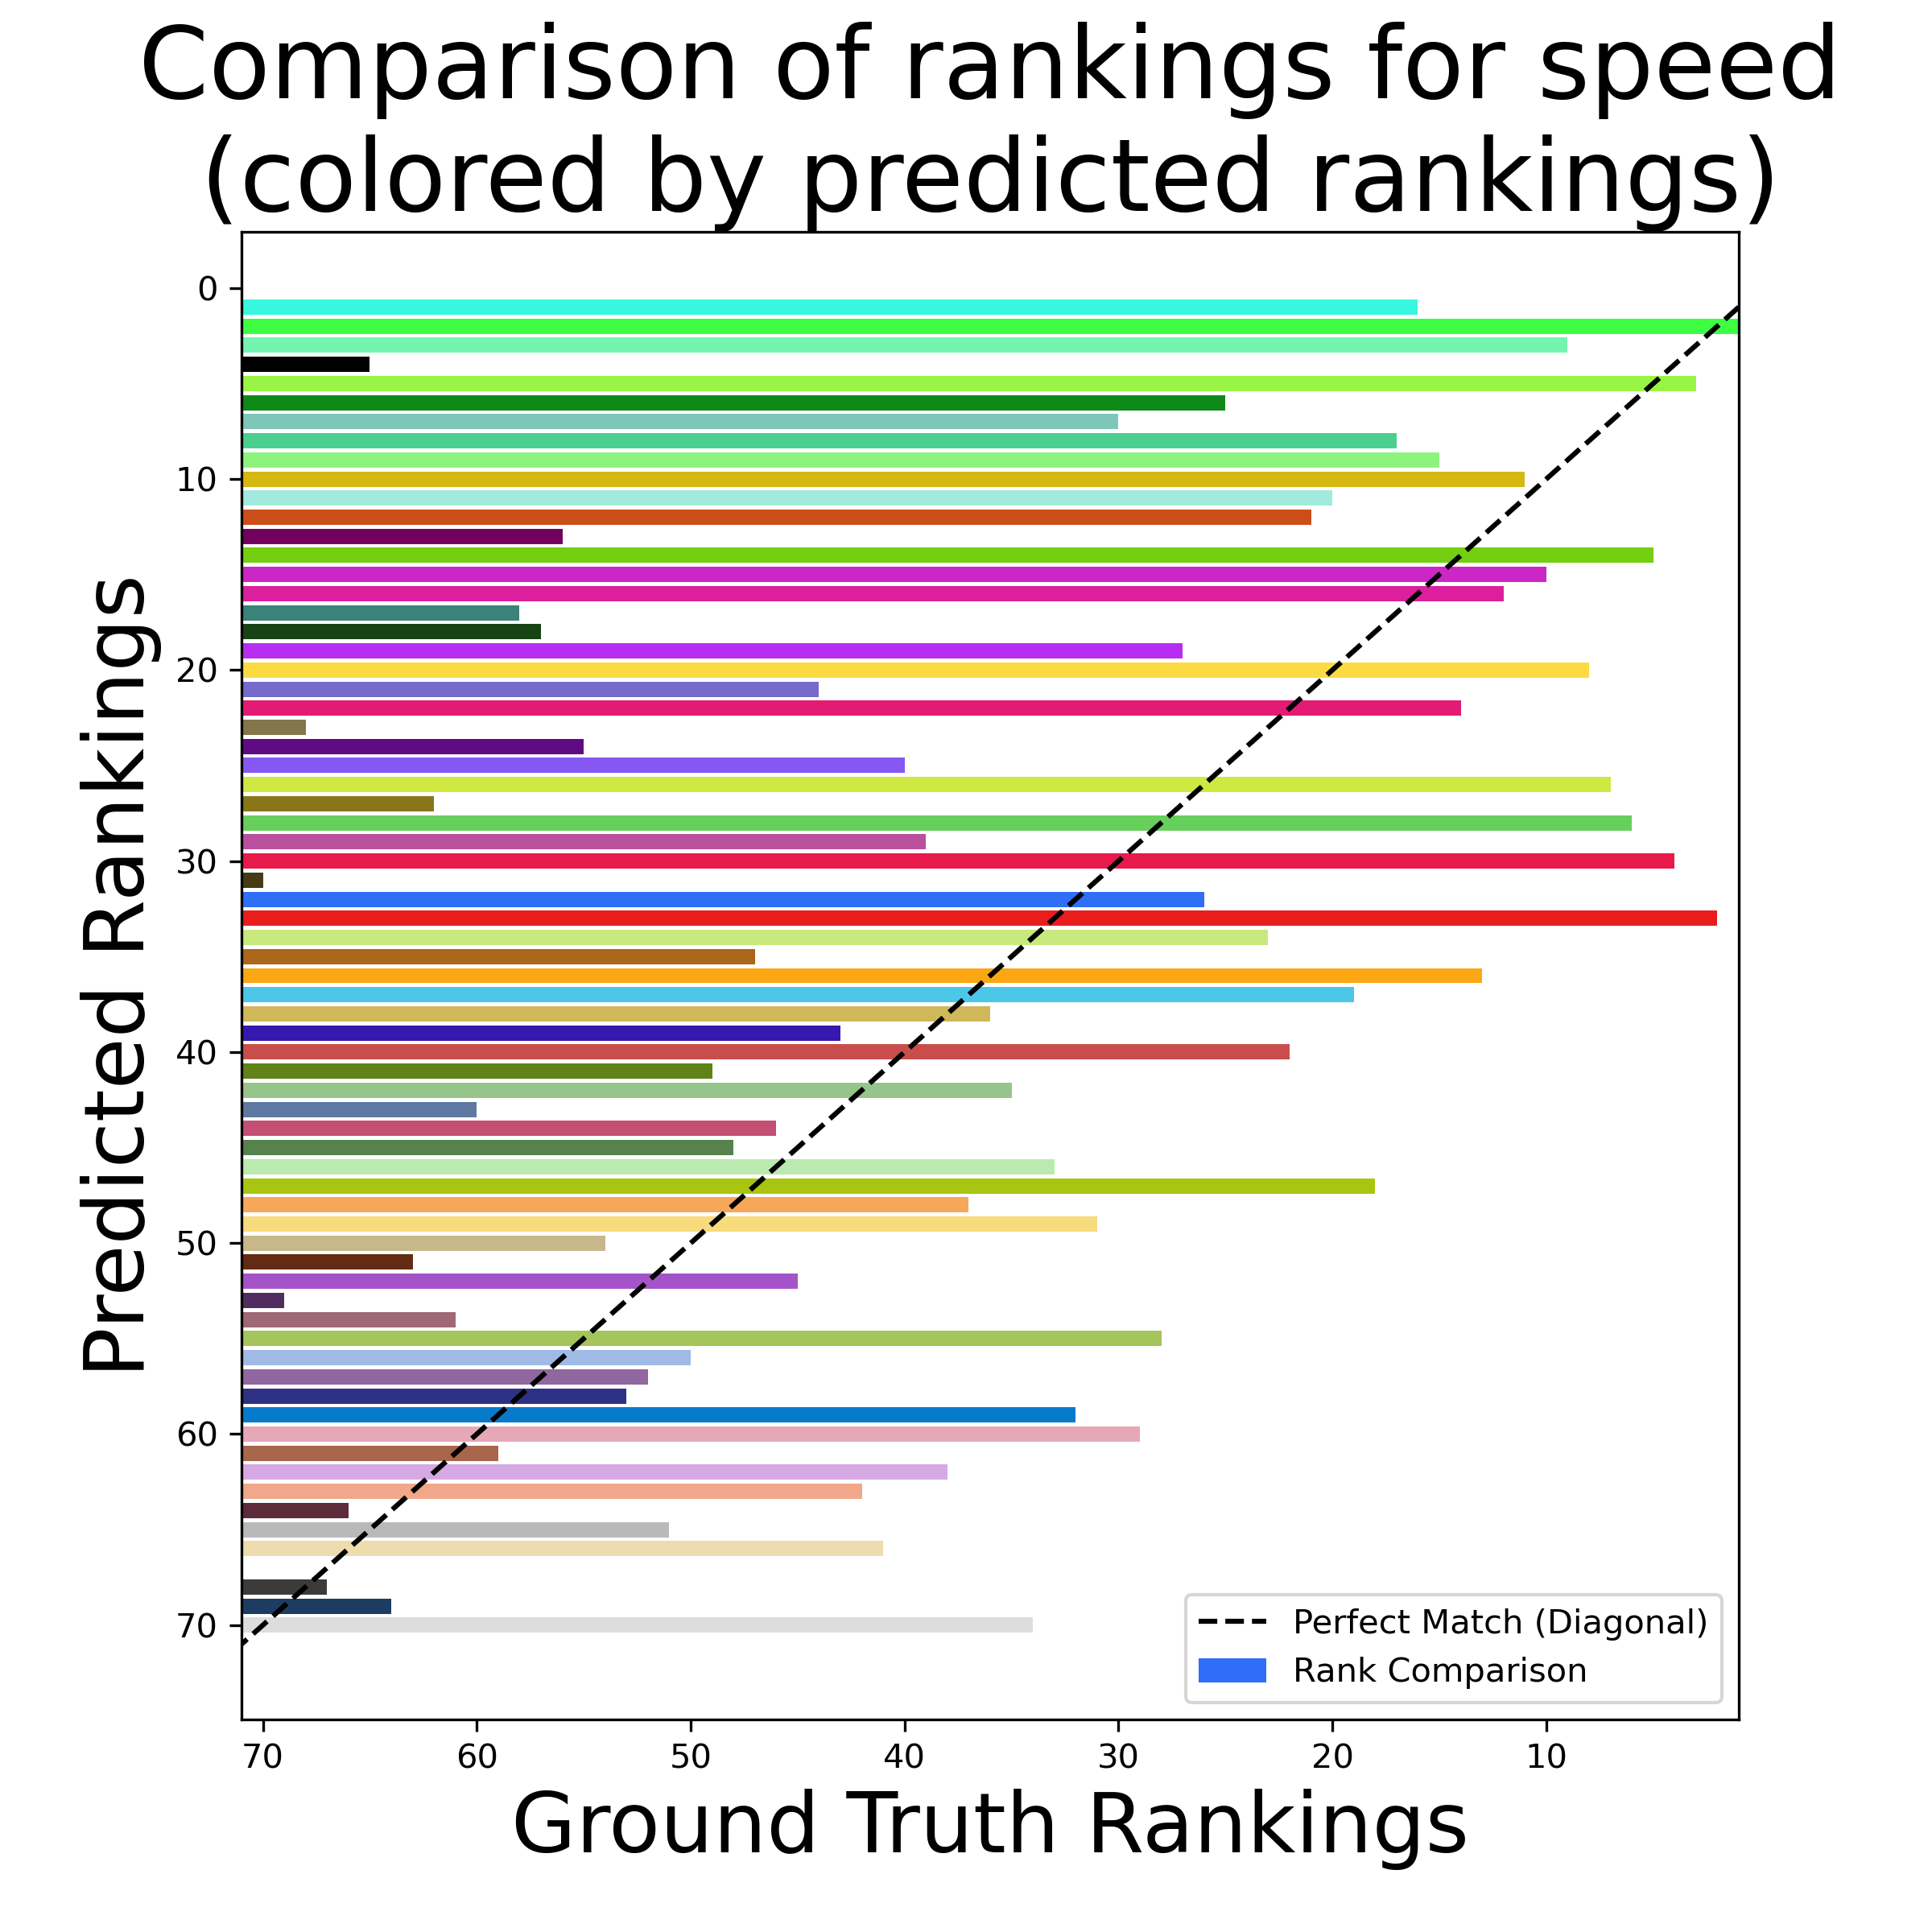 Comparison of rankings for speed
(colored by predicted rankings)
Predicted Rankings
0
10
20
30
40
50
60
70
70 60 50 40 30 20 10
Ground Truth Rankings
Perfect Match (Diagonal)
Rank Comparison